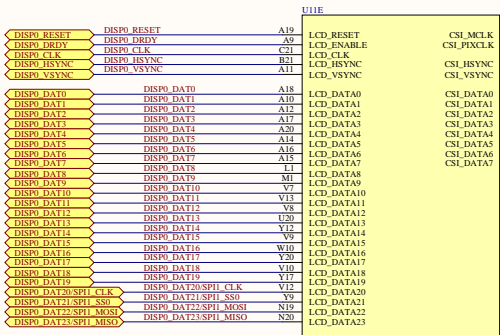 U11E
DISP0_RESET DISP0_RESET A19 LCD_RESET CSI_MCLK
DISP0_DRDY DISP0_DRDY A9 LCD_ENABLE CSI_PIXCLK
DISP0_CLK DISP0_CLK C21 LCD_CLK
DISP0_HSYNC DISP0_HSYNC B21 LCD_HSYNC CSI_HSYNC
DISP0_VSYNC DISP0_VSYNC A11 LCD_VSYNC CSI_VSYNC
DISP0_DAT0 DISP0_DAT0 A18 LCD_DATA0 CSI_DATA0
DISP0_DAT1 DISP0_DAT1 A10 LCD_DATA1 CSI_DATA1
DISP0_DAT2 DISP0_DAT2 A12 LCD_DATA2 CSI_DATA2
DISP0_DAT3 DISP0_DAT3 A17 LCD_DATA3 CSI_DATA3
DISP0_DAT4 DISP0_DAT4 A20 LCD_DATA4 CSI_DATA4
DISP0_DAT5 DISP0_DAT5 A14 LCD_DATA5 CSI_DATA5
DISP0_DAT6 DISP0_DAT6 A16 LCD_DATA6 CSI_DATA6
DISP0_DAT7 DISP0_DAT7 A15 LCD_DATA7 CSI_DATA7
DISP0_DAT8 DISP0_DAT8 L1 LCD_DATA8
DISP0_DAT9 DISP0_DAT9 M1 LCD_DATA9
DISP0_DAT10 DISP0_DAT10 V7 LCD_DATA10
DISP0_DAT11 DISP0_DAT11 V13 LCD_DATA11
DISP0_DAT12 DISP0_DAT12 V8 LCD_DATA12
DISP0_DAT13 DISP0_DAT13 U20 LCD_DATA13
DISP0_DAT14 DISP0_DAT14 Y12 LCD_DATA14
DISP0_DAT15 DISP0_DAT15 V9 LCD_DATA15
DISP0_DAT16 DISP0_DAT16 W10 LCD_DATA16
DISP0_DAT17 DISP0_DAT17 Y20 LCD_DATA17
DISP0_DAT18 DISP0_DAT18 V10 LCD_DATA18
DISP0_DAT19 DISP0_DAT19 Y17 LCD_DATA19
DISP0_DAT20/SPI1_CLK DISP0_DAT20/SPI1_CLK V12 LCD_DATA20
DISP0_DAT21/SPI1_SS0 DISP0_DAT21/SPI1_SS0 Y9 LCD_DATA21
DISP0_DAT22/SPI1_MOSI DISP0_DAT22/SPI1_MOSI N19 LCD_DATA22
DISP0_DAT23/SPI1_MISO DISP0_DAT23/SPI1_MISO N20 LCD_DATA23